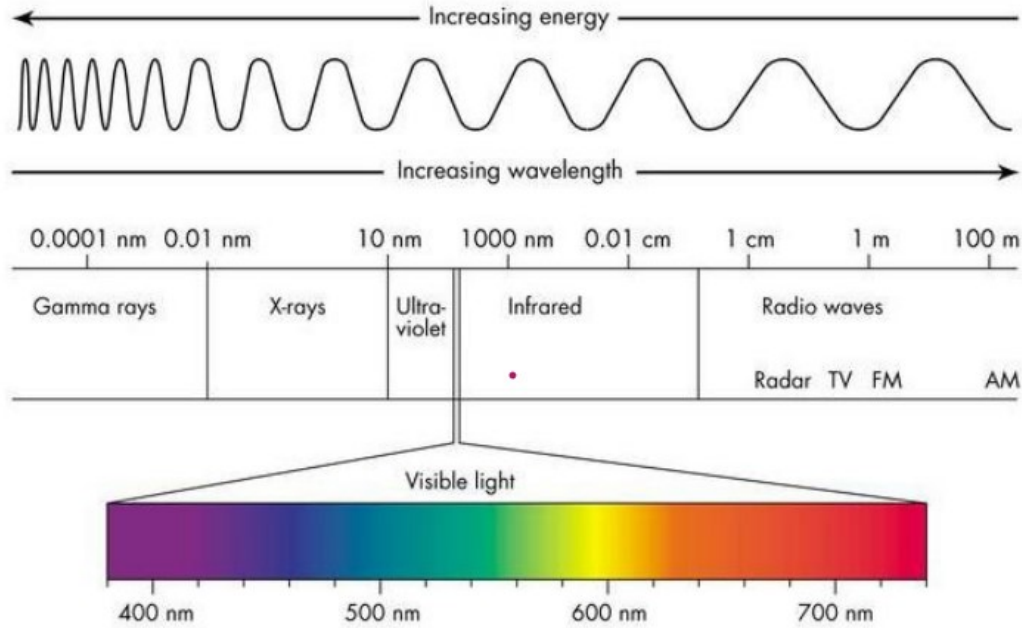 Increasing energy
Increasing wavelength
0.0001 nm 0.01 nm 10 nm 1000 nm 0.01 cm 1 cm 1 m 100 m
Gamma rays X-rays Ultra-
violet Infrared Radio waves
Radar TV FM AM
Visible light
400 nm 500 nm 600 nm 700 nm